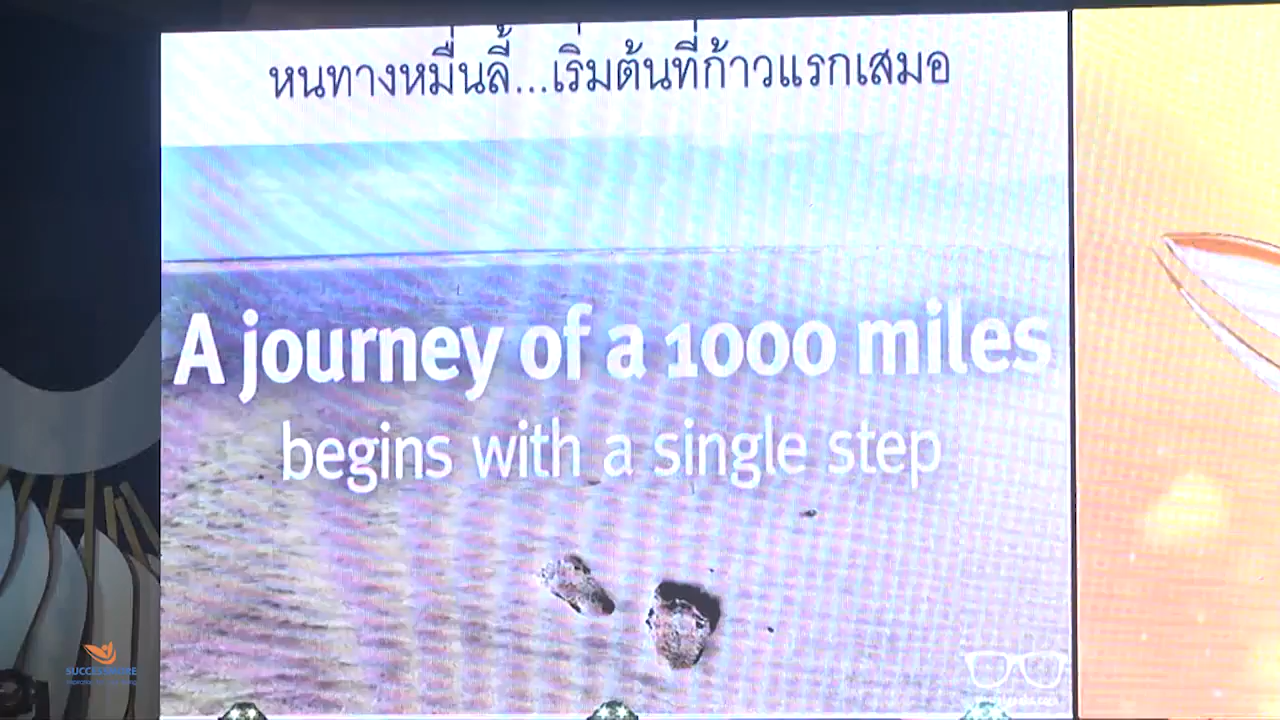 หนทางหมื่นลี้...เริ่มต้นที่ก้าวแรกเสมอ
A journey of a 1000 miles
begins with a single step